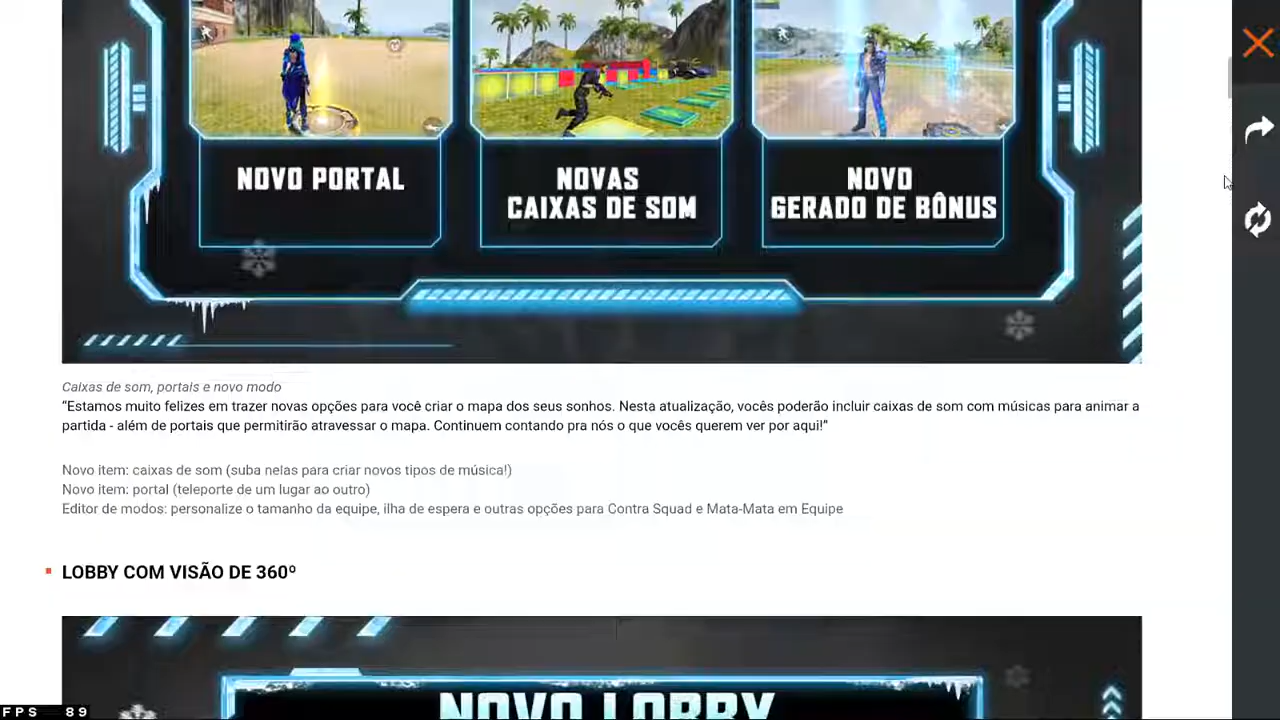 NOVO PORTAL
NOVAS
CAIXAS DE SOM
NOVO
GERADO DE BÔNUS
Caixas de som, portais e novo modo
“Estamos muito felizes em trazer novas opções para você criar o mapa dos seus sonhos. Nesta atualização, vocês poderão incluir caixas de som com músicas para animar a
partida - além de portais que permitirão atravessar o mapa. Continuem contando pra nós o que vocês querem ver por aqui!”
Novo item: caixas de som (suba nelas para criar novos tipos de música!)
Novo item: portal (teleporte de um lugar ao outro)
Editor de modos: personalize o tamanho da equipe, ilha de espera e outras opções para Contra Squad e Mata-Mata em Equipe
LOBBY COM VISÃO DE 360º
NOVO LOBBY
FPS 89